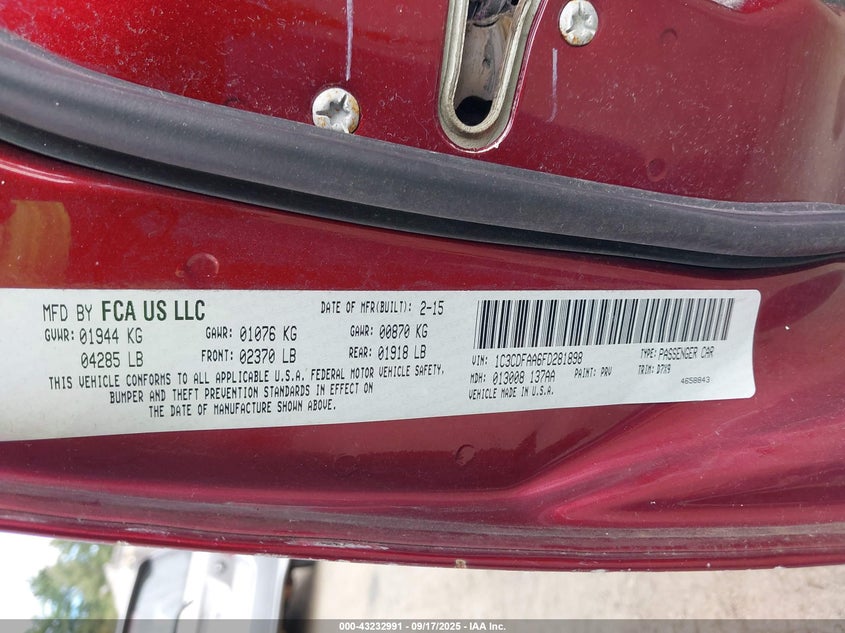 MFD BY FCA US LLC DATE OF MFR(BUILT): 2-15
GVWR: 01944 KG GAWR: 01076 KG GAWR: 00870 KG
04285 LB FRONT: 02370 LB REAR: 01918 LB
THIS VEHICLE CONFORMS TO ALL APPLICABLE U.S.A. FEDERAL MOTOR VEHICLE SAFETY,
BUMPER AND THEFT PREVENTION STANDARDS IN EFFECT ON
THE DATE OF MANUFACTURE SHOWN ABOVE.
VIN: 1C3CDFAA6FD281898 TYPE: PASSENGER CAR
MDH: 013008 137AA PAINT: PRV TRIM: D7X9
VEHICLE MADE IN U.S.A. 4658843
000-43232991 - 09/17/2025 - IAA Inc.